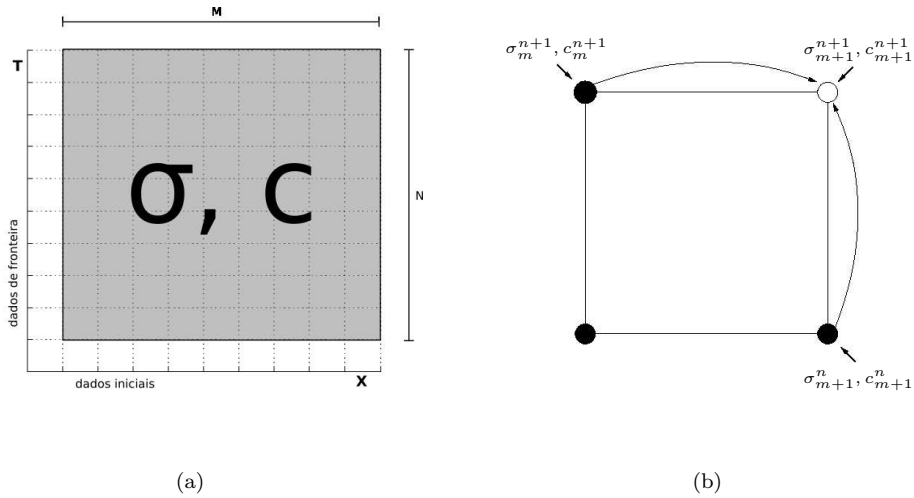 M
T
σ, c
N
dados de fronteira
dados iniciais
X
(a)
σ_m^{n+1}, c_m^{n+1}
σ_{m+1}^{n+1}, c_{m+1}^{n+1}
σ_{m+1}^n, c_{m+1}^n
(b)